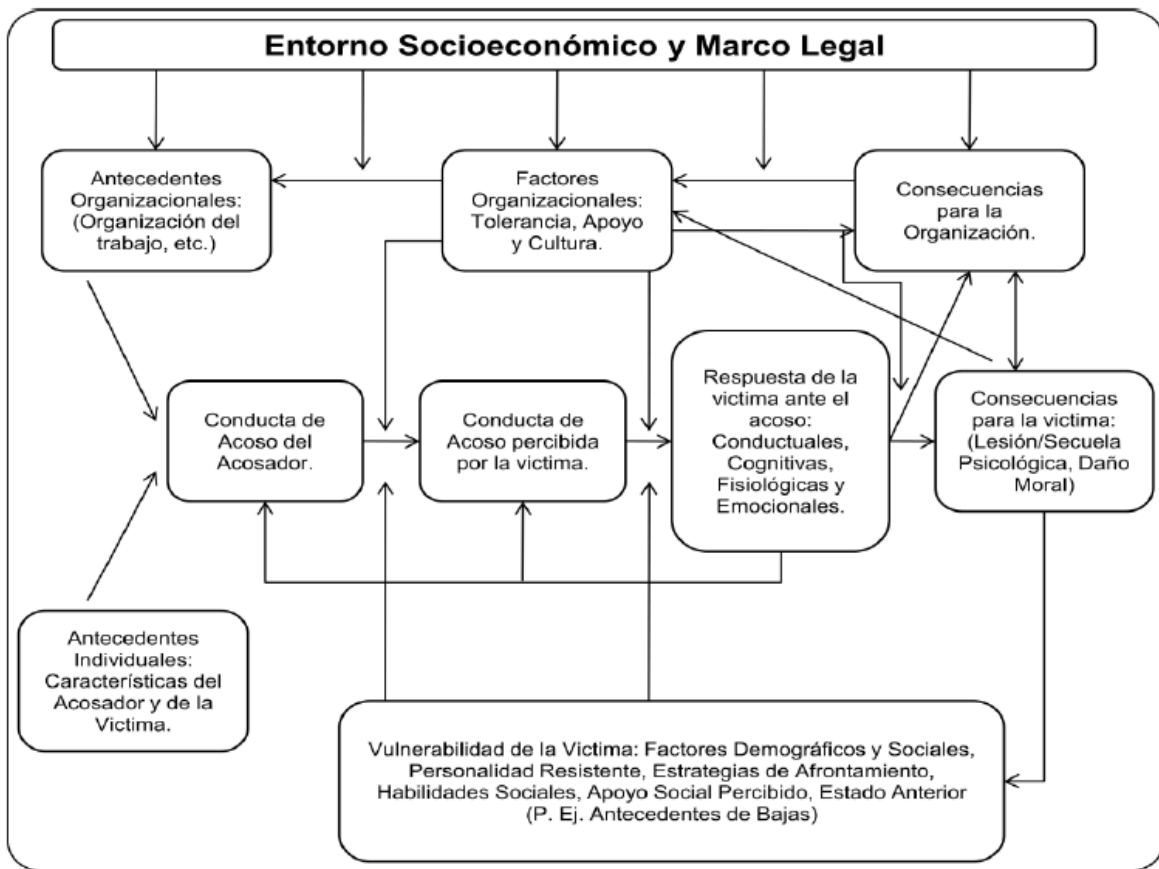 Entorno Socioeconómico y Marco Legal
Antecedentes
Organizacionales:
(Organización del
trabajo, etc.)
Factores
Organizacionales:
Tolerancia, Apoyo
y Cultura.
Consecuencias
para la
Organización.
Conducta de
Acoso del
Acosador.
Conducta de
Acoso percibida
por la victima.
Respuesta de la
victima ante el
acoso:
Conductuales,
Cognitivas,
Fisiológicas y
Emocionales.
Consecuencias
para la victima:
(Lesión/Secuela
Psicológica, Daño
Moral)
Antecedentes
Individuales:
Características del
Acosador y de la
Victima.
Vulnerabilidad de la Victima: Factores Demográficos y Sociales,
Personalidad Resistente, Estrategias de Afrontamiento,
Habilidades Sociales, Apoyo Social Percibido, Estado Anterior
(P. Ej. Antecedentes de Bajas)